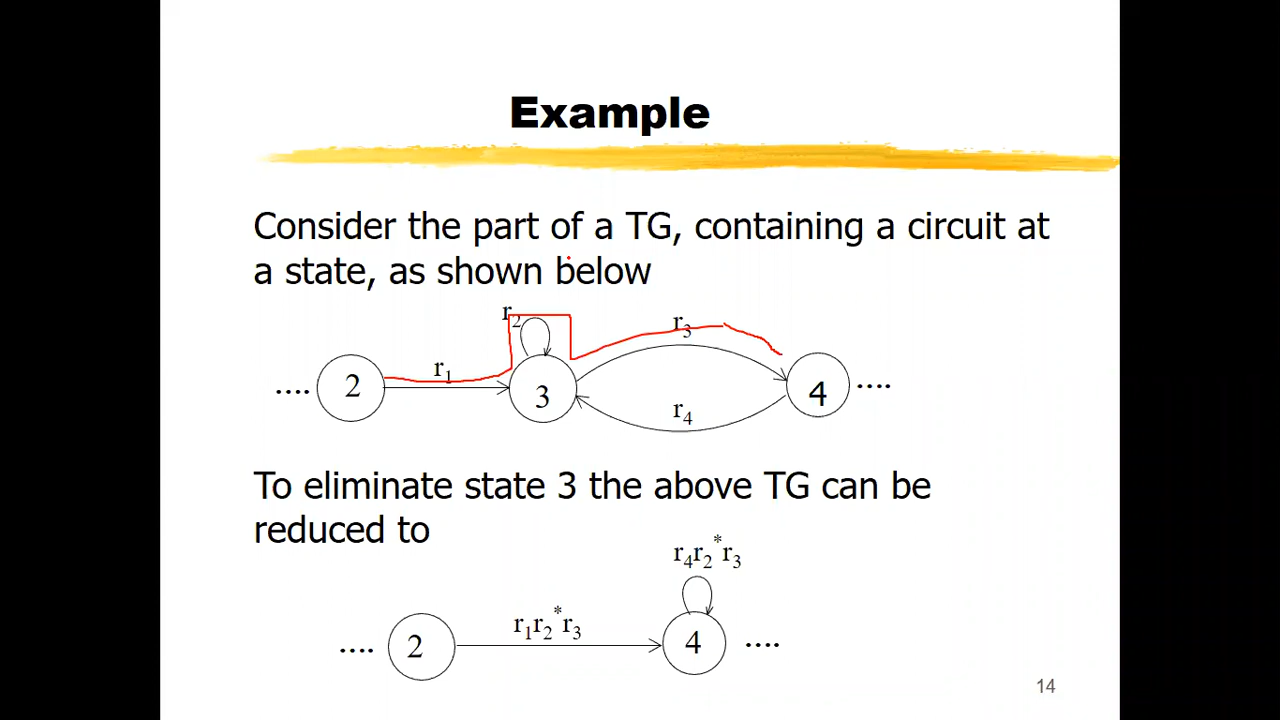 Example
Consider the part of a TG, containing a circuit at
a state, as shown below
r2
r3
r1
.... 2 3 4 ....
r4
To eliminate state 3 the above TG can be
reduced to
r4r2*r3
r1r2*r3
.... 2 4 ....
14